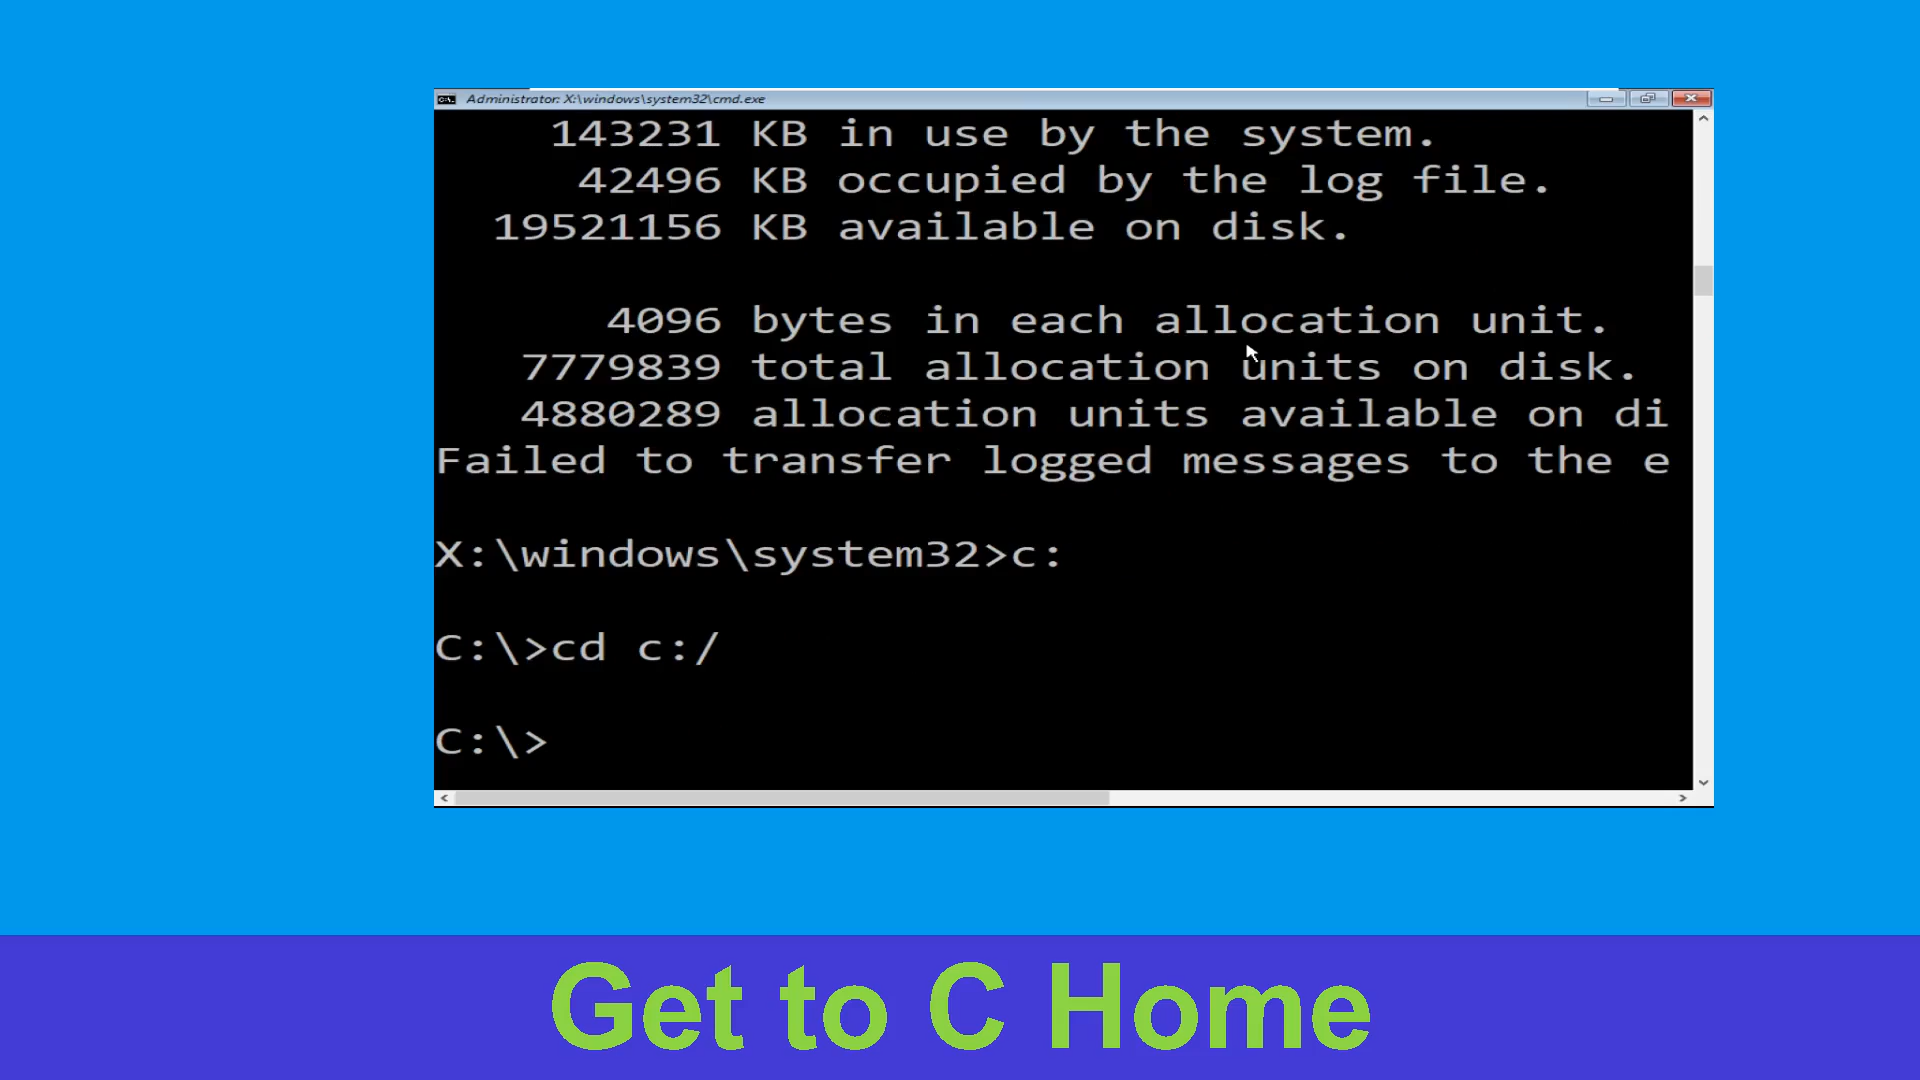 Administrator: X:\windows\system32\cmd.exe
143231 KB in use by the system.
42496 KB occupied by the log file.
19521156 KB available on disk.
4096 bytes in each allocation unit.
7779839 total allocation units on disk.
4880289 allocation units available on di
Failed to transfer logged messages to the e
X:\windows\system32>c:
C:\>cd c:/
C:\>
Get to C Home